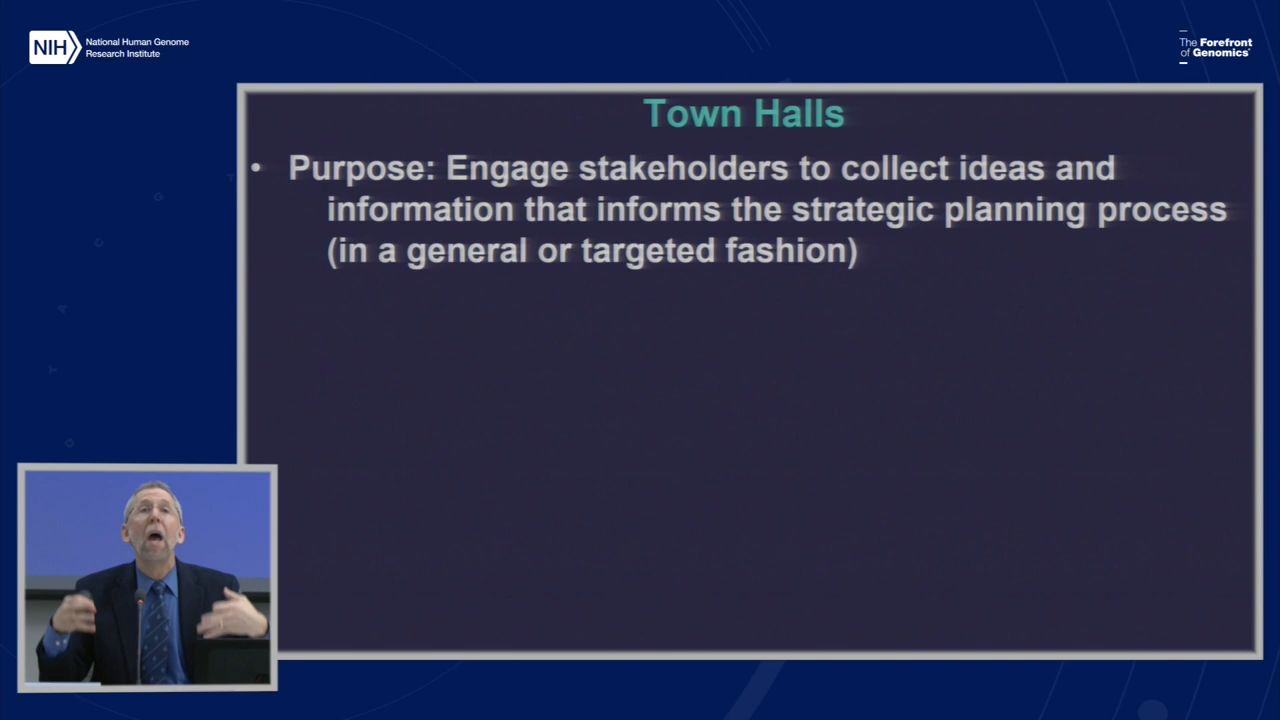 NIH
National Human Genome
Research Institute
The Forefront
of Genomics®
Town Halls
• Purpose: Engage stakeholders to collect ideas and
information that informs the strategic planning process
(in a general or targeted fashion)